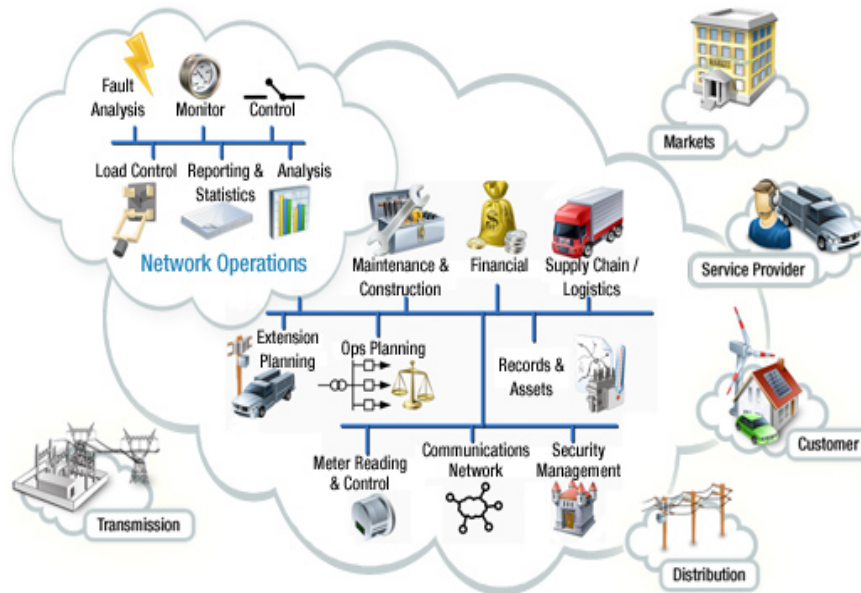 Fault
Analysis
Monitor
Control
Load Control
Reporting &
Statistics
Analysis
Network Operations
Markets
Service Provider
Maintenance &
Construction
Financial
Supply Chain /
Logistics
Extension
Planning
Ops Planning
Records &
Assets
Customer
Meter Reading
& Control
Communications
Network
Security
Management
Transmission
Distribution